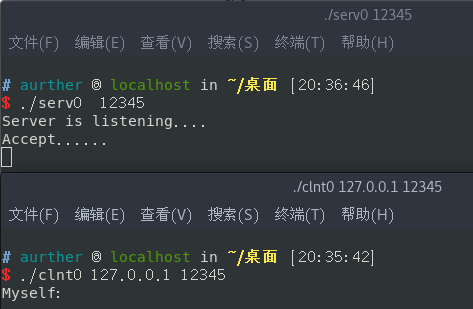 ./serv0 12345
文件(F) 编辑(E) 查看(V) 搜索(S) 终端(T) 帮助(H)
# aurther @ localhost in ~/桌面 [20:36:46]
$ ./serv0  12345
Server is listening....
Accept......
./clnt0 127.0.0.1 12345
文件(F) 编辑(E) 查看(V) 搜索(S) 终端(T) 帮助(H)
# aurther @ localhost in ~/桌面 [20:35:42]
$ ./clnt0 127.0.0.1 12345
Myself: